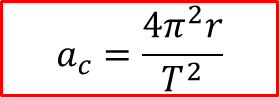 a_c = 4π²r / T²